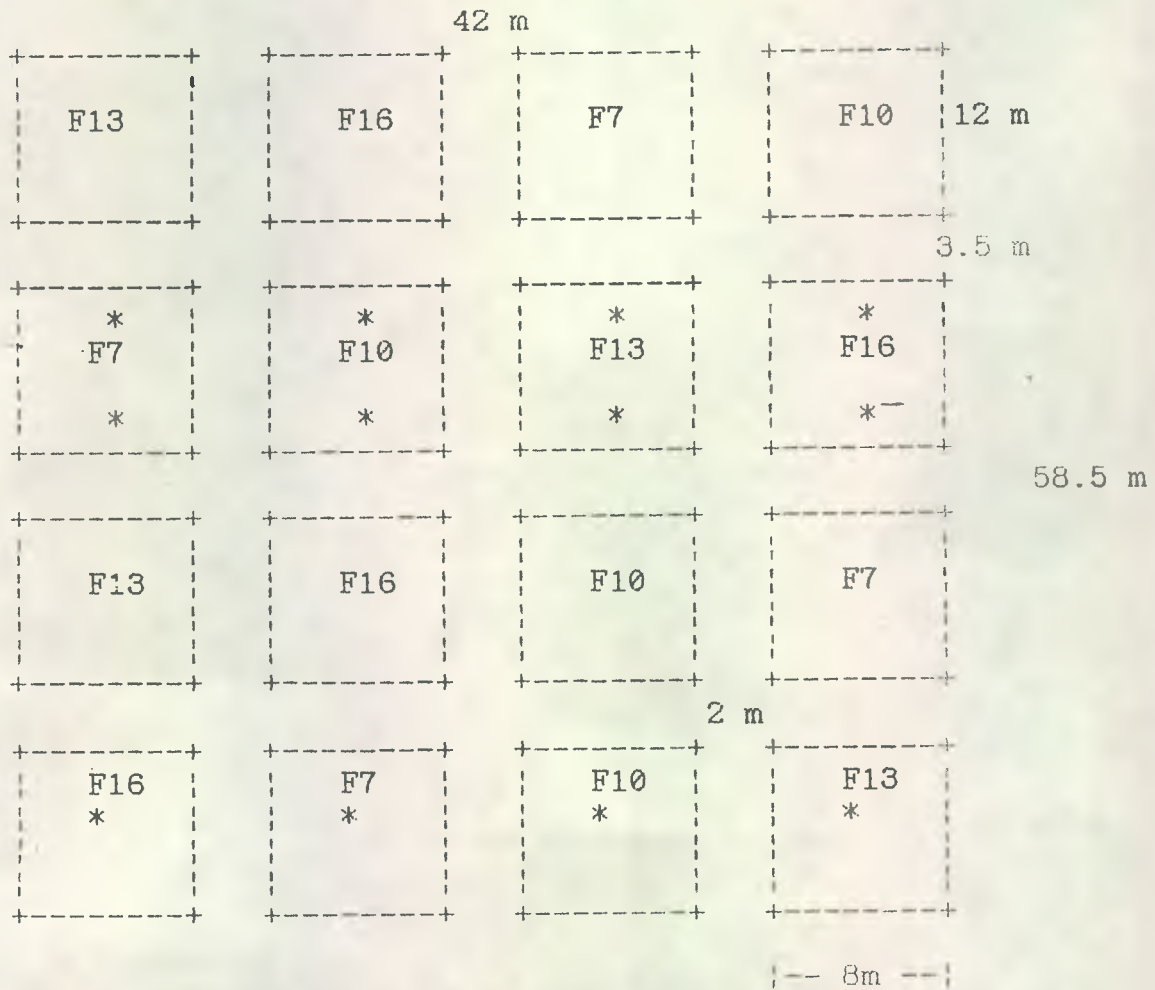 42 m
F13 F16 F7 F10 12 m
3.5 m
* * * *
F7 F10 F13 F16
* * * *
58.5 m
F13 F16 F10 F7
2 m
F16 F7 F10 F13
* * * *
8m